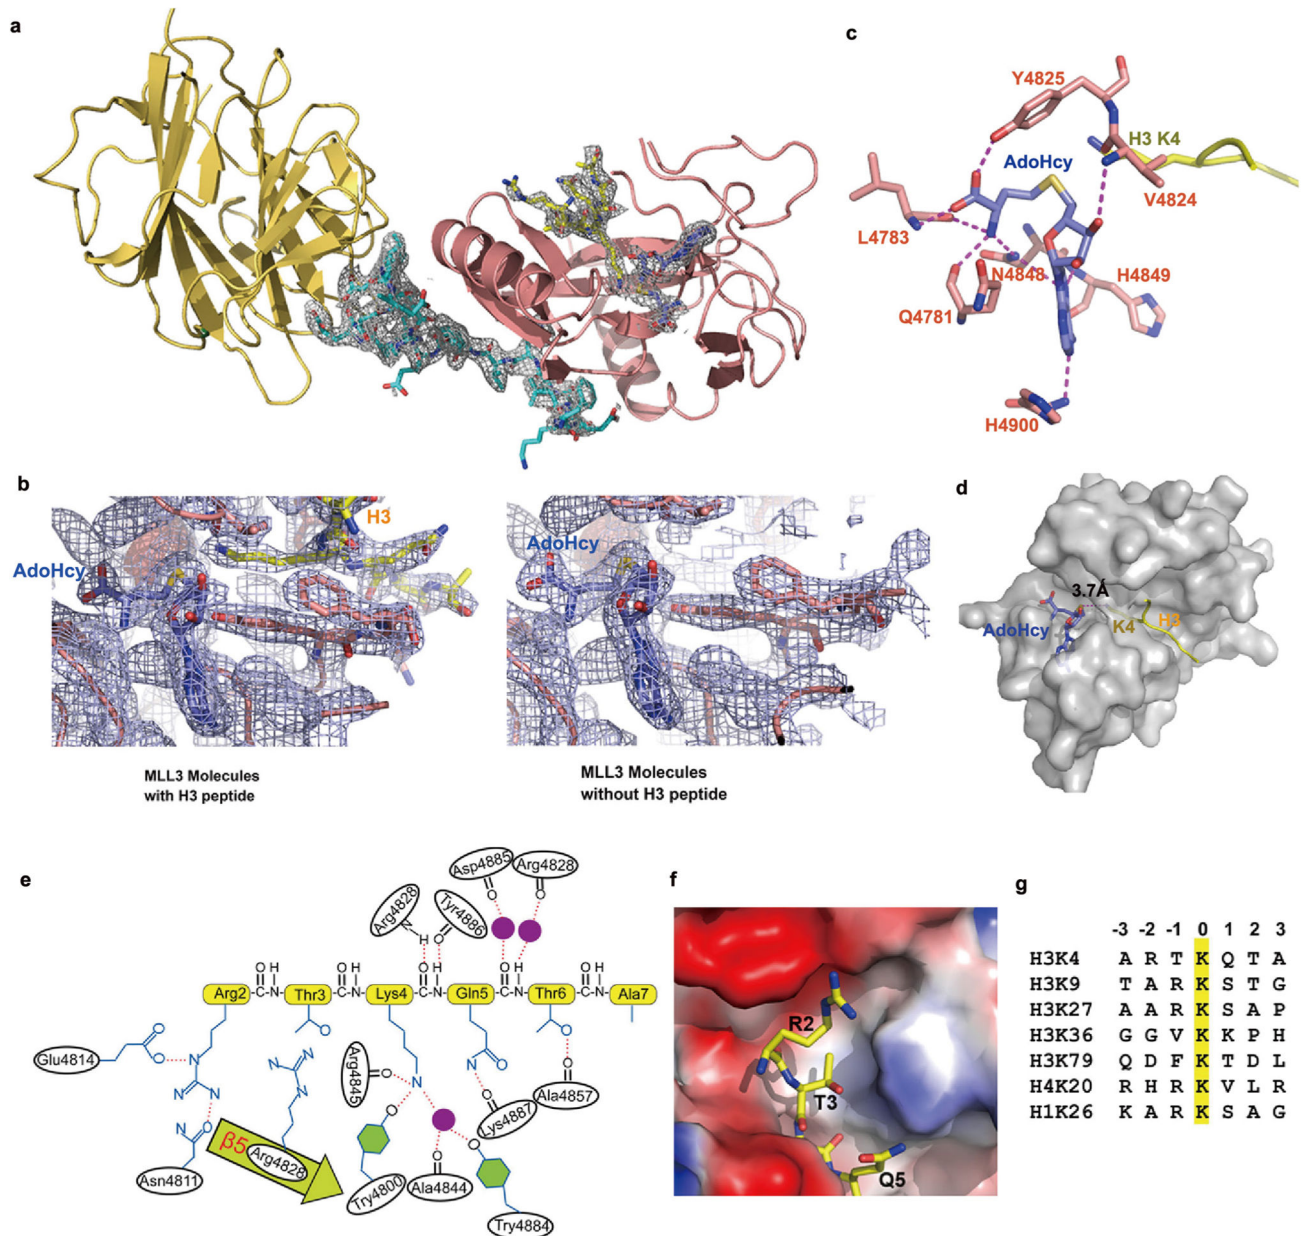 a
b
AdoHcy
H3
MLL3 Molecules
with H3 peptide
AdoHcy
MLL3 Molecules
without H3 peptide
c
Y4825
H3 K4
AdoHcy
V4824
L4783
N4848
H4849
Q4781
H4900
d
3.7Å
AdoHcy
K4
H3
e
Asp4885
Arg4828
Arg4828
Tyr4886
N
H
O
O
O
O
O H
C N
O H
C N
O H
C N
O H
C N
O H
C N
Arg2
Thr3
Lys4
Gln5
Thr6
Ala7
Glu4814
O
O
N
N
N
N
N
N
Arg4845
O
N
O
N
O
O
O
Ala4857
Lys4887
O
O
N
O
O
Asn4811
β5
Arg4828
Try4800
Ala4844
Try4884
f
R2
T3
Q5
g
-3 -2 -1 0 1 2 3
H3K4 A R T K Q T A
H3K9 T A R K S T G
H3K27 A A R K S A P
H3K36 G G V K K P H
H3K79 Q D F K T D L
H4K20 R H R K V L R
H1K26 K A R K S A G